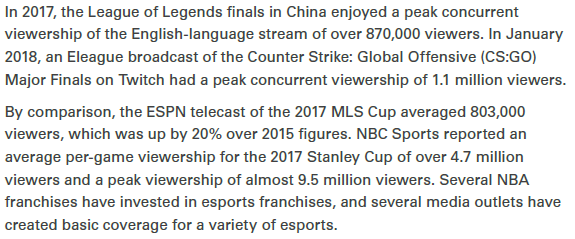 In 2017, the League of Legends finals in China enjoyed a peak concurrent
viewership of the English-language stream of over 870,000 viewers. In January
2018, an Eleague broadcast of the Counter Strike: Global Offensive (CS:GO)
Major Finals on Twitch had a peak concurrent viewership of 1.1 million viewers.
By comparison, the ESPN telecast of the 2017 MLS Cup averaged 803,000
viewers, which was up by 20% over 2015 figures. NBC Sports reported an
average per-game viewership for the 2017 Stanley Cup of over 4.7 million
viewers and a peak viewership of almost 9.5 million viewers. Several NBA
franchises have invested in esports franchises, and several media outlets have
created basic coverage for a variety of esports.